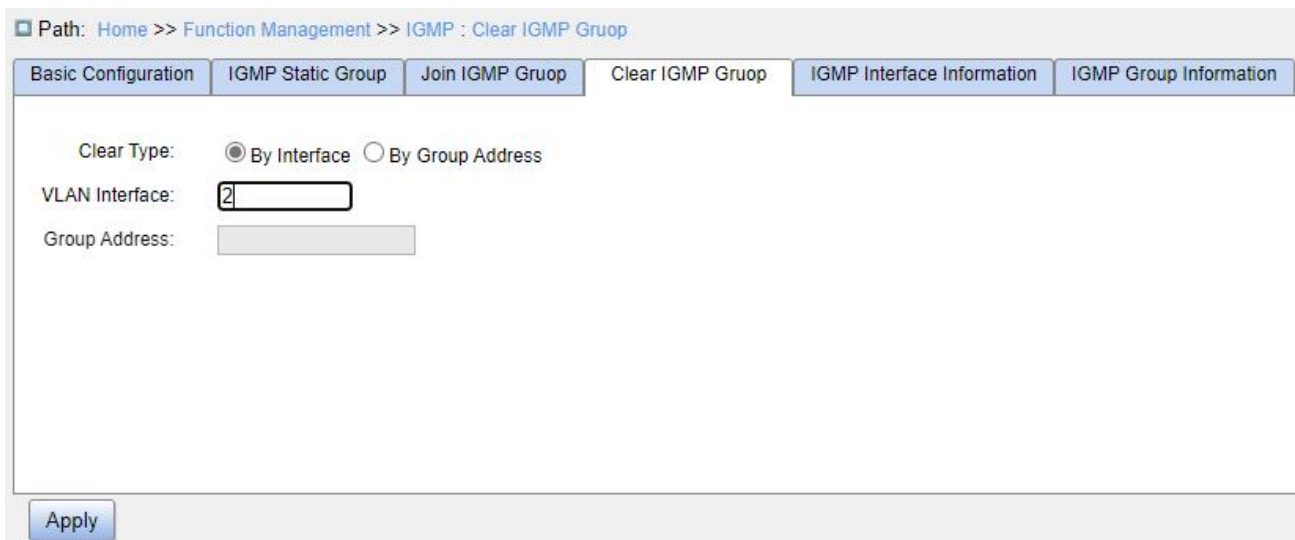 Path: Home >> Function Management >> IGMP : Clear IGMP Gruop
Basic Configuration IGMP Static Group Join IGMP Gruop Clear IGMP Gruop IGMP Interface Information IGMP Group Information
Clear Type: By Interface By Group Address
VLAN Interface: 2
Group Address:
Apply